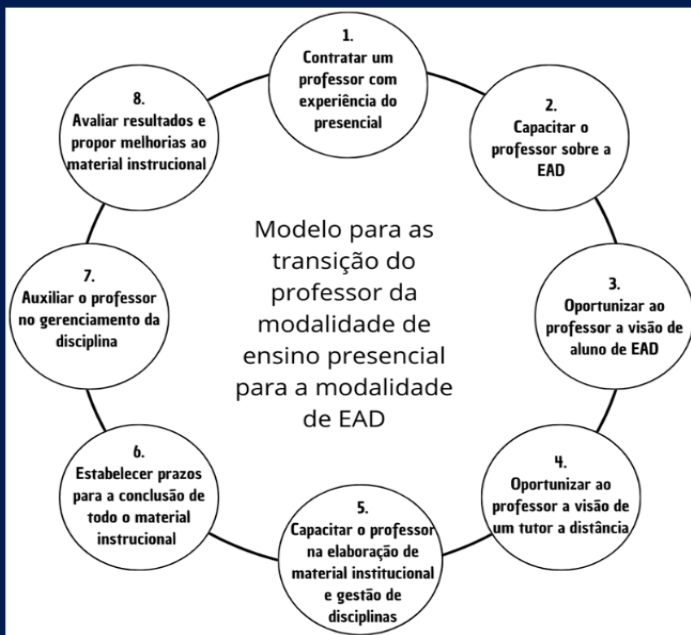 Modelo para as
transição do
professor da
modalidade de
ensino presencial
para a modalidade
de EAD
1.
Contratar um
professor com
experiência do
presencial
2.
Capacitar o
professor sobre a
EAD
3.
Oportunizar ao
professor a visão de
aluno de EAD
4.
Oportunizar ao
professor a visão de
um tutor a distância.
5.
Capacitar o professor
na elaboração de
material institucional
e gestão de
disciplinas
6.
Estabelecer prazos
para a conclusão de
todo o material
instrucional
7.
Auxiliar o professor
no gerenciamento da
disciplina
8.
Avaliar resultados e
propor melhorias ao
material instrucional